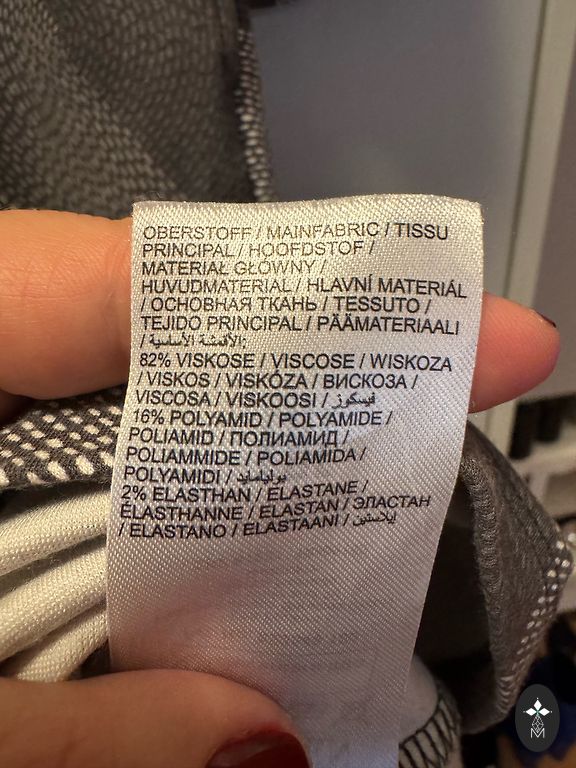 OBERSTOFF / MAINFABRIC / TISSU
PRINCIPAL / HOOFDSTOF /
MATERIAŁ GŁÓWNY /
HUVUDMATERIAL / HLAVNÍ MATERIÁL
/ ОСНОВНАЯ ТКАНЬ / TESSUTO /
TEJIDO PRINCIPAL / PÄÄMATERIAALI
/ الأقمشة الأساسية:
82% VISKOSE / VISCOSE / WISKOZA
/ VISKOS / VISKÓZA / ВИСКОЗА /
VISCOSA / VISKOOSI / فيسكوز
16% POLYAMID / POLYAMIDE /
POLIAMID / ПОЛИАМИД /
POLIAMMIDE / POLIAMIDA /
POLYAMIDI / بوليامايد
2% ELASTHAN / ELASTANE /
ÉLASTHANNE / ELASTAN / ЭЛАСТАН
/ ELASTANO / ELASTAANI / إيلاستين
M